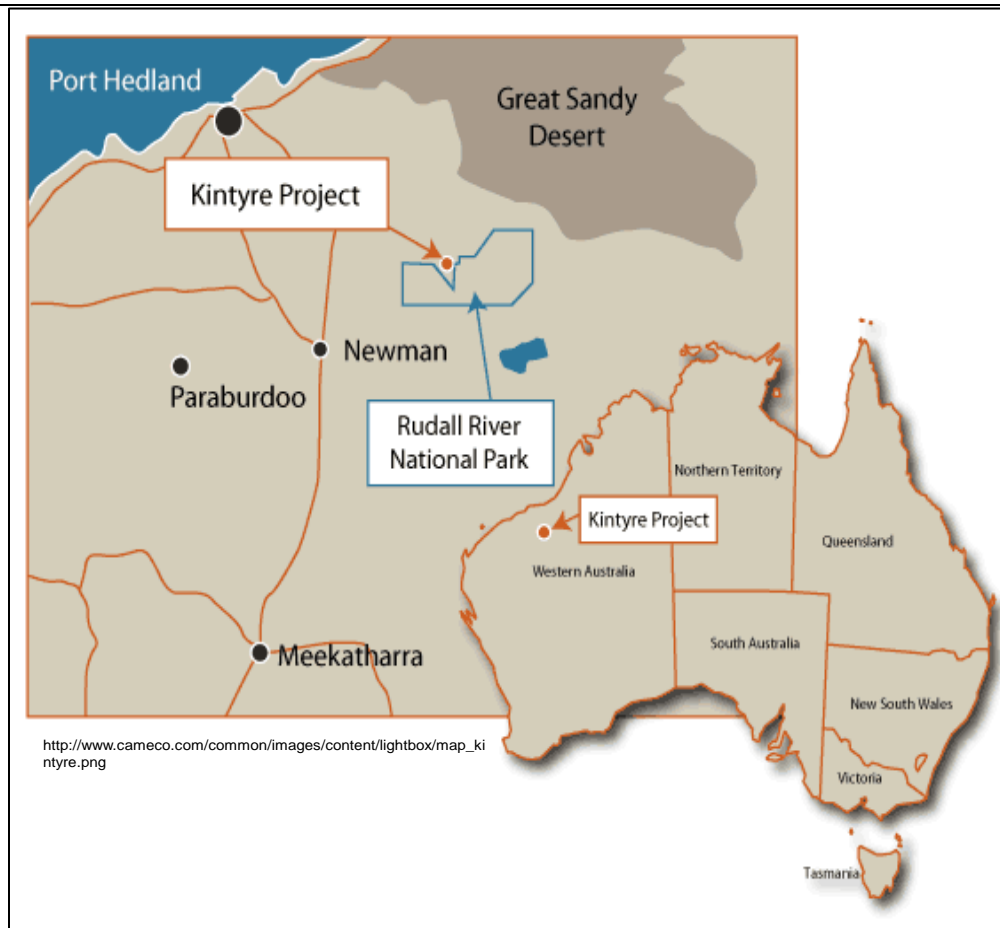 Port Hedland
Great Sandy
Desert
Kintyre Project
Newman
Paraburdoo
Rudall River
National Park
Northern Territory
Kintyre Project
Queensland
Western Australia
South Australia
Meekatharra
New South Wales
Victoria
Tasmania
http://www.cameco.com/common/images/content/lightbox/map_ki
ntyre.png